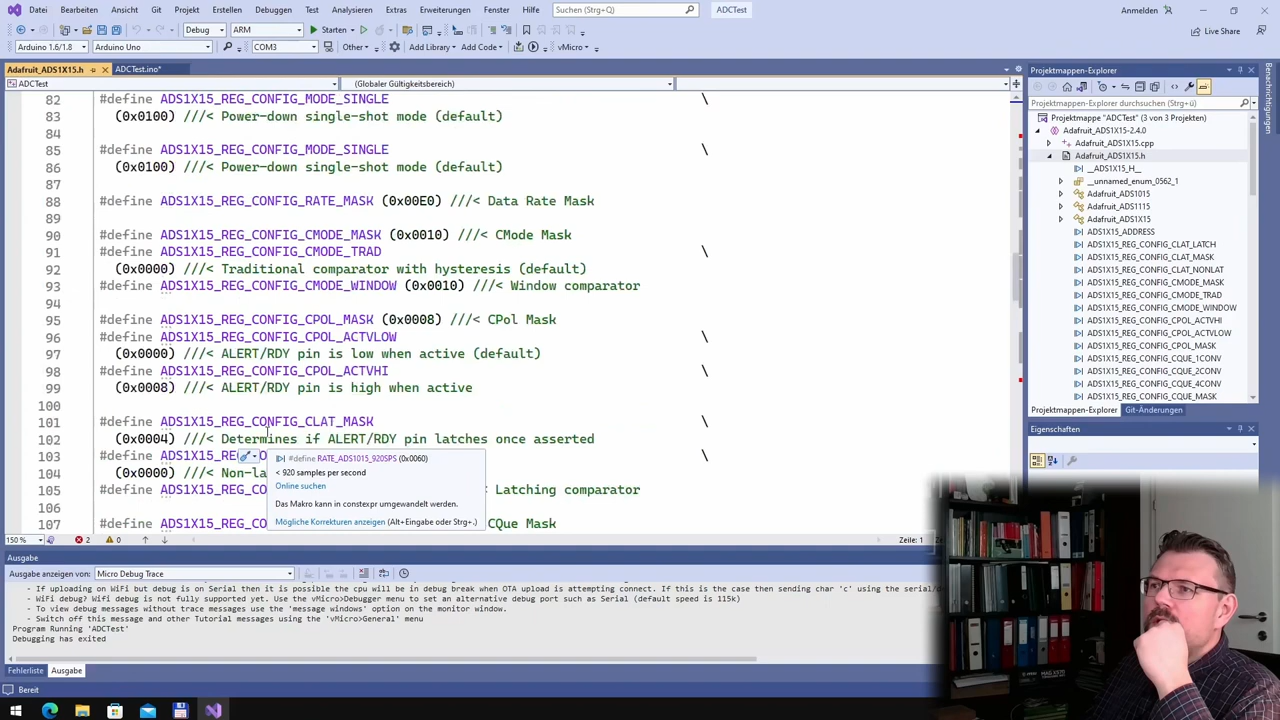 Datei Bearbeiten Ansicht Git Projekt Erstellen Debuggen Test Analysieren Extras Erweiterungen Fenster Hilfe Suchen (Strg+Q) ADCTest Anmelden
Debug ARM Starten Live Share
Arduino 1.6/1.8 Arduino Uno COM3 Other Add Library Add Code vMicro
Adafruit_ADS1X15.h ADCTest.ino*
ADCTest (Globaler Gültigkeitsbereich)
82 #define ADS1X15_REG_CONFIG_MODE_SINGLE \
83 (0x0100) ///< Power-down single-shot mode (default)
84
85 #define ADS1X15_REG_CONFIG_MODE_SINGLE \
86 (0x0100) ///< Power-down single-shot mode (default)
87
88 #define ADS1X15_REG_CONFIG_RATE_MASK (0x00E0) ///< Data Rate Mask
89
90 #define ADS1X15_REG_CONFIG_CMODE_MASK (0x0010) ///< CMode Mask
91 #define ADS1X15_REG_CONFIG_CMODE_TRAD \
92 (0x0000) ///< Traditional comparator with hysteresis (default)
93 #define ADS1X15_REG_CONFIG_CMODE_WINDOW (0x0010) ///< Window comparator
94
95 #define ADS1X15_REG_CONFIG_CPOL_MASK (0x0008) ///< CPol Mask
96 #define ADS1X15_REG_CONFIG_CPOL_ACTVLOW \
97 (0x0000) ///< ALERT/RDY pin is low when active (default)
98 #define ADS1X15_REG_CONFIG_CPOL_ACTVHI \
99 (0x0008) ///< ALERT/RDY pin is high when active
100
101 #define ADS1X15_REG_CONFIG_CLAT_MASK \
102 (0x0004) ///< Determines if ALERT/RDY pin latches once asserted
103 #define ADS1X15_REG_CO \
104 (0x0000) ///< Non-la
105 #define ADS1X15_REG_CO < Latching comparator
106
107 #define ADS1X15_REG_CO CQue Mask
#define RATE_ADS1015_920SPS (0x0060)
< 920 samples per second
Online suchen
Das Makro kann in constexpr umgewandelt werden.
Mögliche Korrekturen anzeigen (Alt+Eingabe oder Strg+.)
150 % 2 0 Zeile: 1
Ausgabe
Ausgabe anzeigen von: Micro Debug Trace
- If uploading on WiFi but debug is on Serial then it is possible the cpu will be in debug break when OTA upload is attempting connect. If this is the case then sending char 'c' using the serial/de
- WiFi debug? Wifi debug is not fully supported yet. Use the vMicro>Debugger menu to set an alternative debug port such as Serial (default speed is 115k)
- To view debug messages without trace messages use the 'message windows' option on the monitor window.
- Switch off this message and other Tutorial messages using the 'vMicro>General' menu
Program Running 'ADCTest'
Debugging has exited
Fehlerliste Ausgabe
Bereit
Projektmappen-Explorer
Projektmappen-Explorer durchsuchen (Strg+ü)
Projektmappe "ADCTest" (3 von 3 Projekten)
Adafruit_ADS1X15-2.4.0
Adafruit_ADS1X15.cpp
Adafruit_ADS1X15.h
__ADS1X15_H__
__unnamed_enum_0562_1
Adafruit_ADS1015
Adafruit_ADS1115
Adafruit_ADS1X15
ADS1X15_ADDRESS
ADS1X15_REG_CONFIG_CLAT_LATCH
ADS1X15_REG_CONFIG_CLAT_MASK
ADS1X15_REG_CONFIG_CLAT_NONLAT
ADS1X15_REG_CONFIG_CMODE_MASK
ADS1X15_REG_CONFIG_CMODE_TRAD
ADS1X15_REG_CONFIG_CMODE_WINDOW
ADS1X15_REG_CONFIG_CPOL_ACTVHI
ADS1X15_REG_CONFIG_CPOL_ACTVLOW
ADS1X15_REG_CONFIG_CPOL_MASK
ADS1X15_REG_CONFIG_CQUE_1CONV
ADS1X15_REG_CONFIG_CQUE_2CONV
ADS1X15_REG_CONFIG_CQUE_4CONV
ADS1X15_REG_CONFIG_CQUE_MASK
Projektmappen-Explorer Git-Änderungen
Eigenschaften
Benachrichtigungen